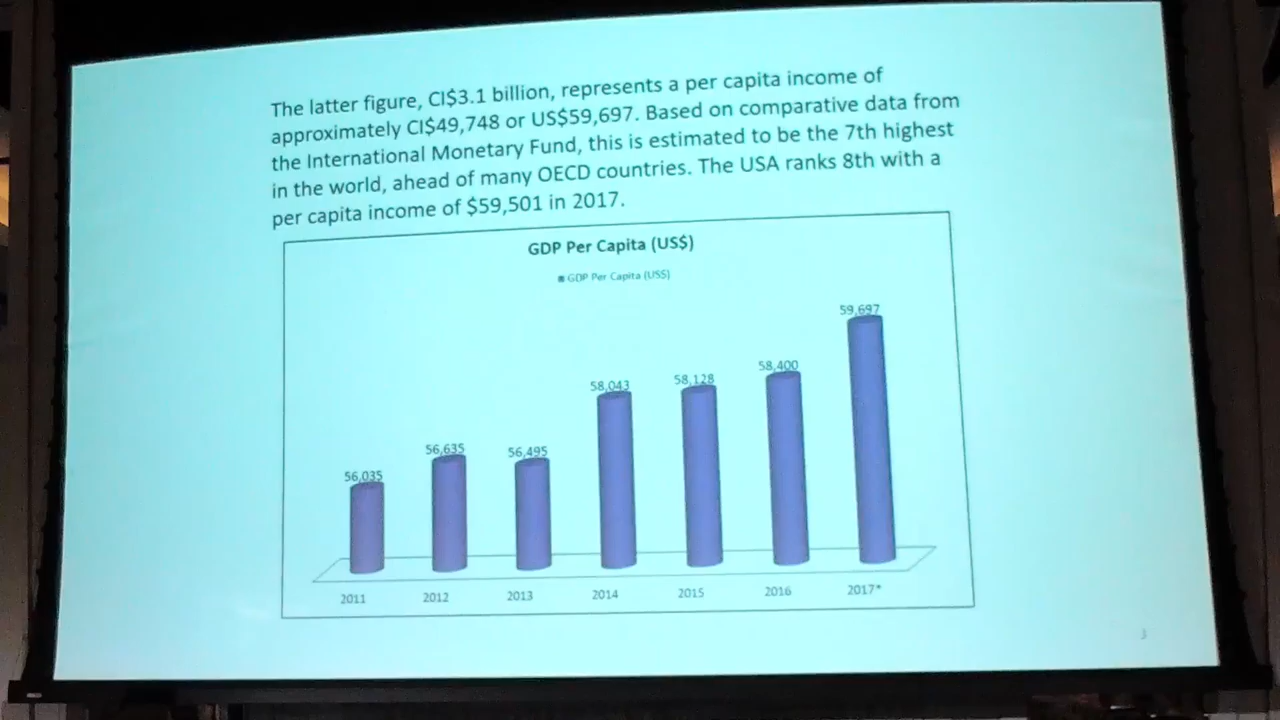 The latter figure, CI$3.1 billion, represents a per capita income of
approximately CI$49,748 or US$59,697. Based on comparative data from
the International Monetary Fund, this is estimated to be the 7th highest
in the world, ahead of many OECD countries. The USA ranks 8th with a
per capita income of $59,501 in 2017.
GDP Per Capita (US$)
GDP Per Capita (US$)
56,035
56,635
56,495
58,043
58,128
58,400
59,697
2011
2012
2013
2014
2015
2016
2017*
3